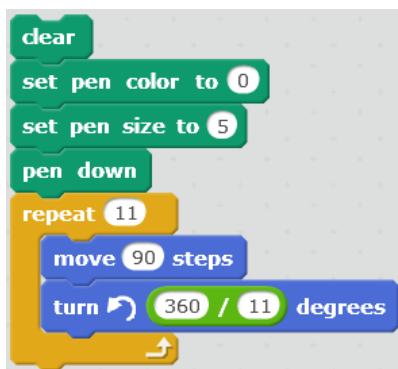 clear
set pen color to 0
set pen size to 5
pen down
repeat 11
move 90 steps
turn 360 / 11 degrees